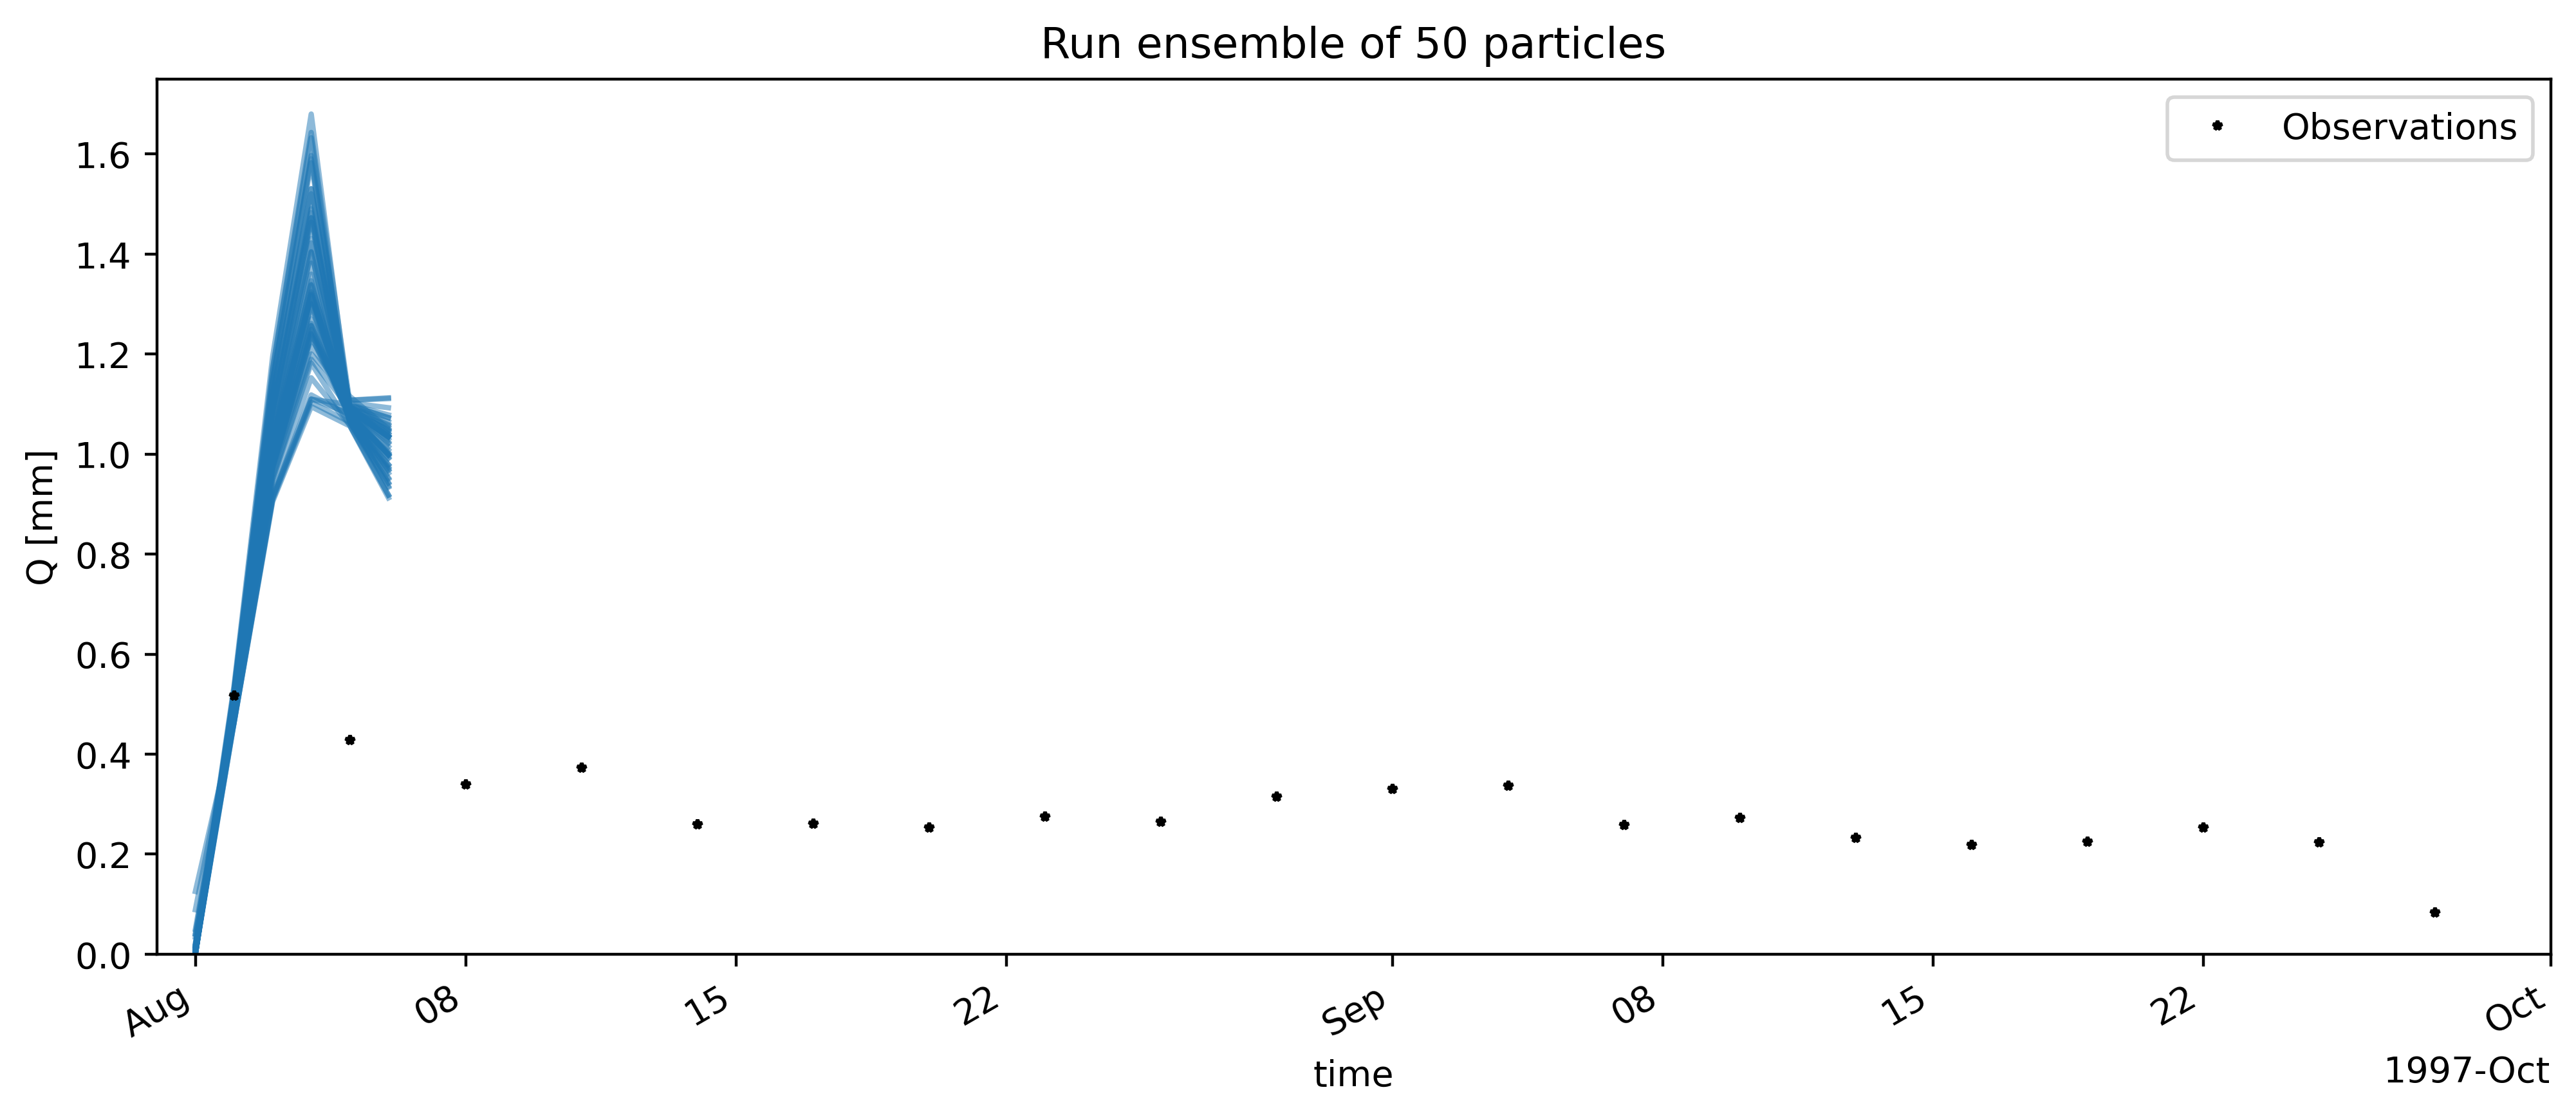 Run ensemble of 50 particles
Observations
1.6
1.4
1.2
1.0
0.8
0.6
0.4
0.2
0.0
Q [mm]
Aug 08 15 22 Sep 08 15 22 Oct
time
1997-Oct